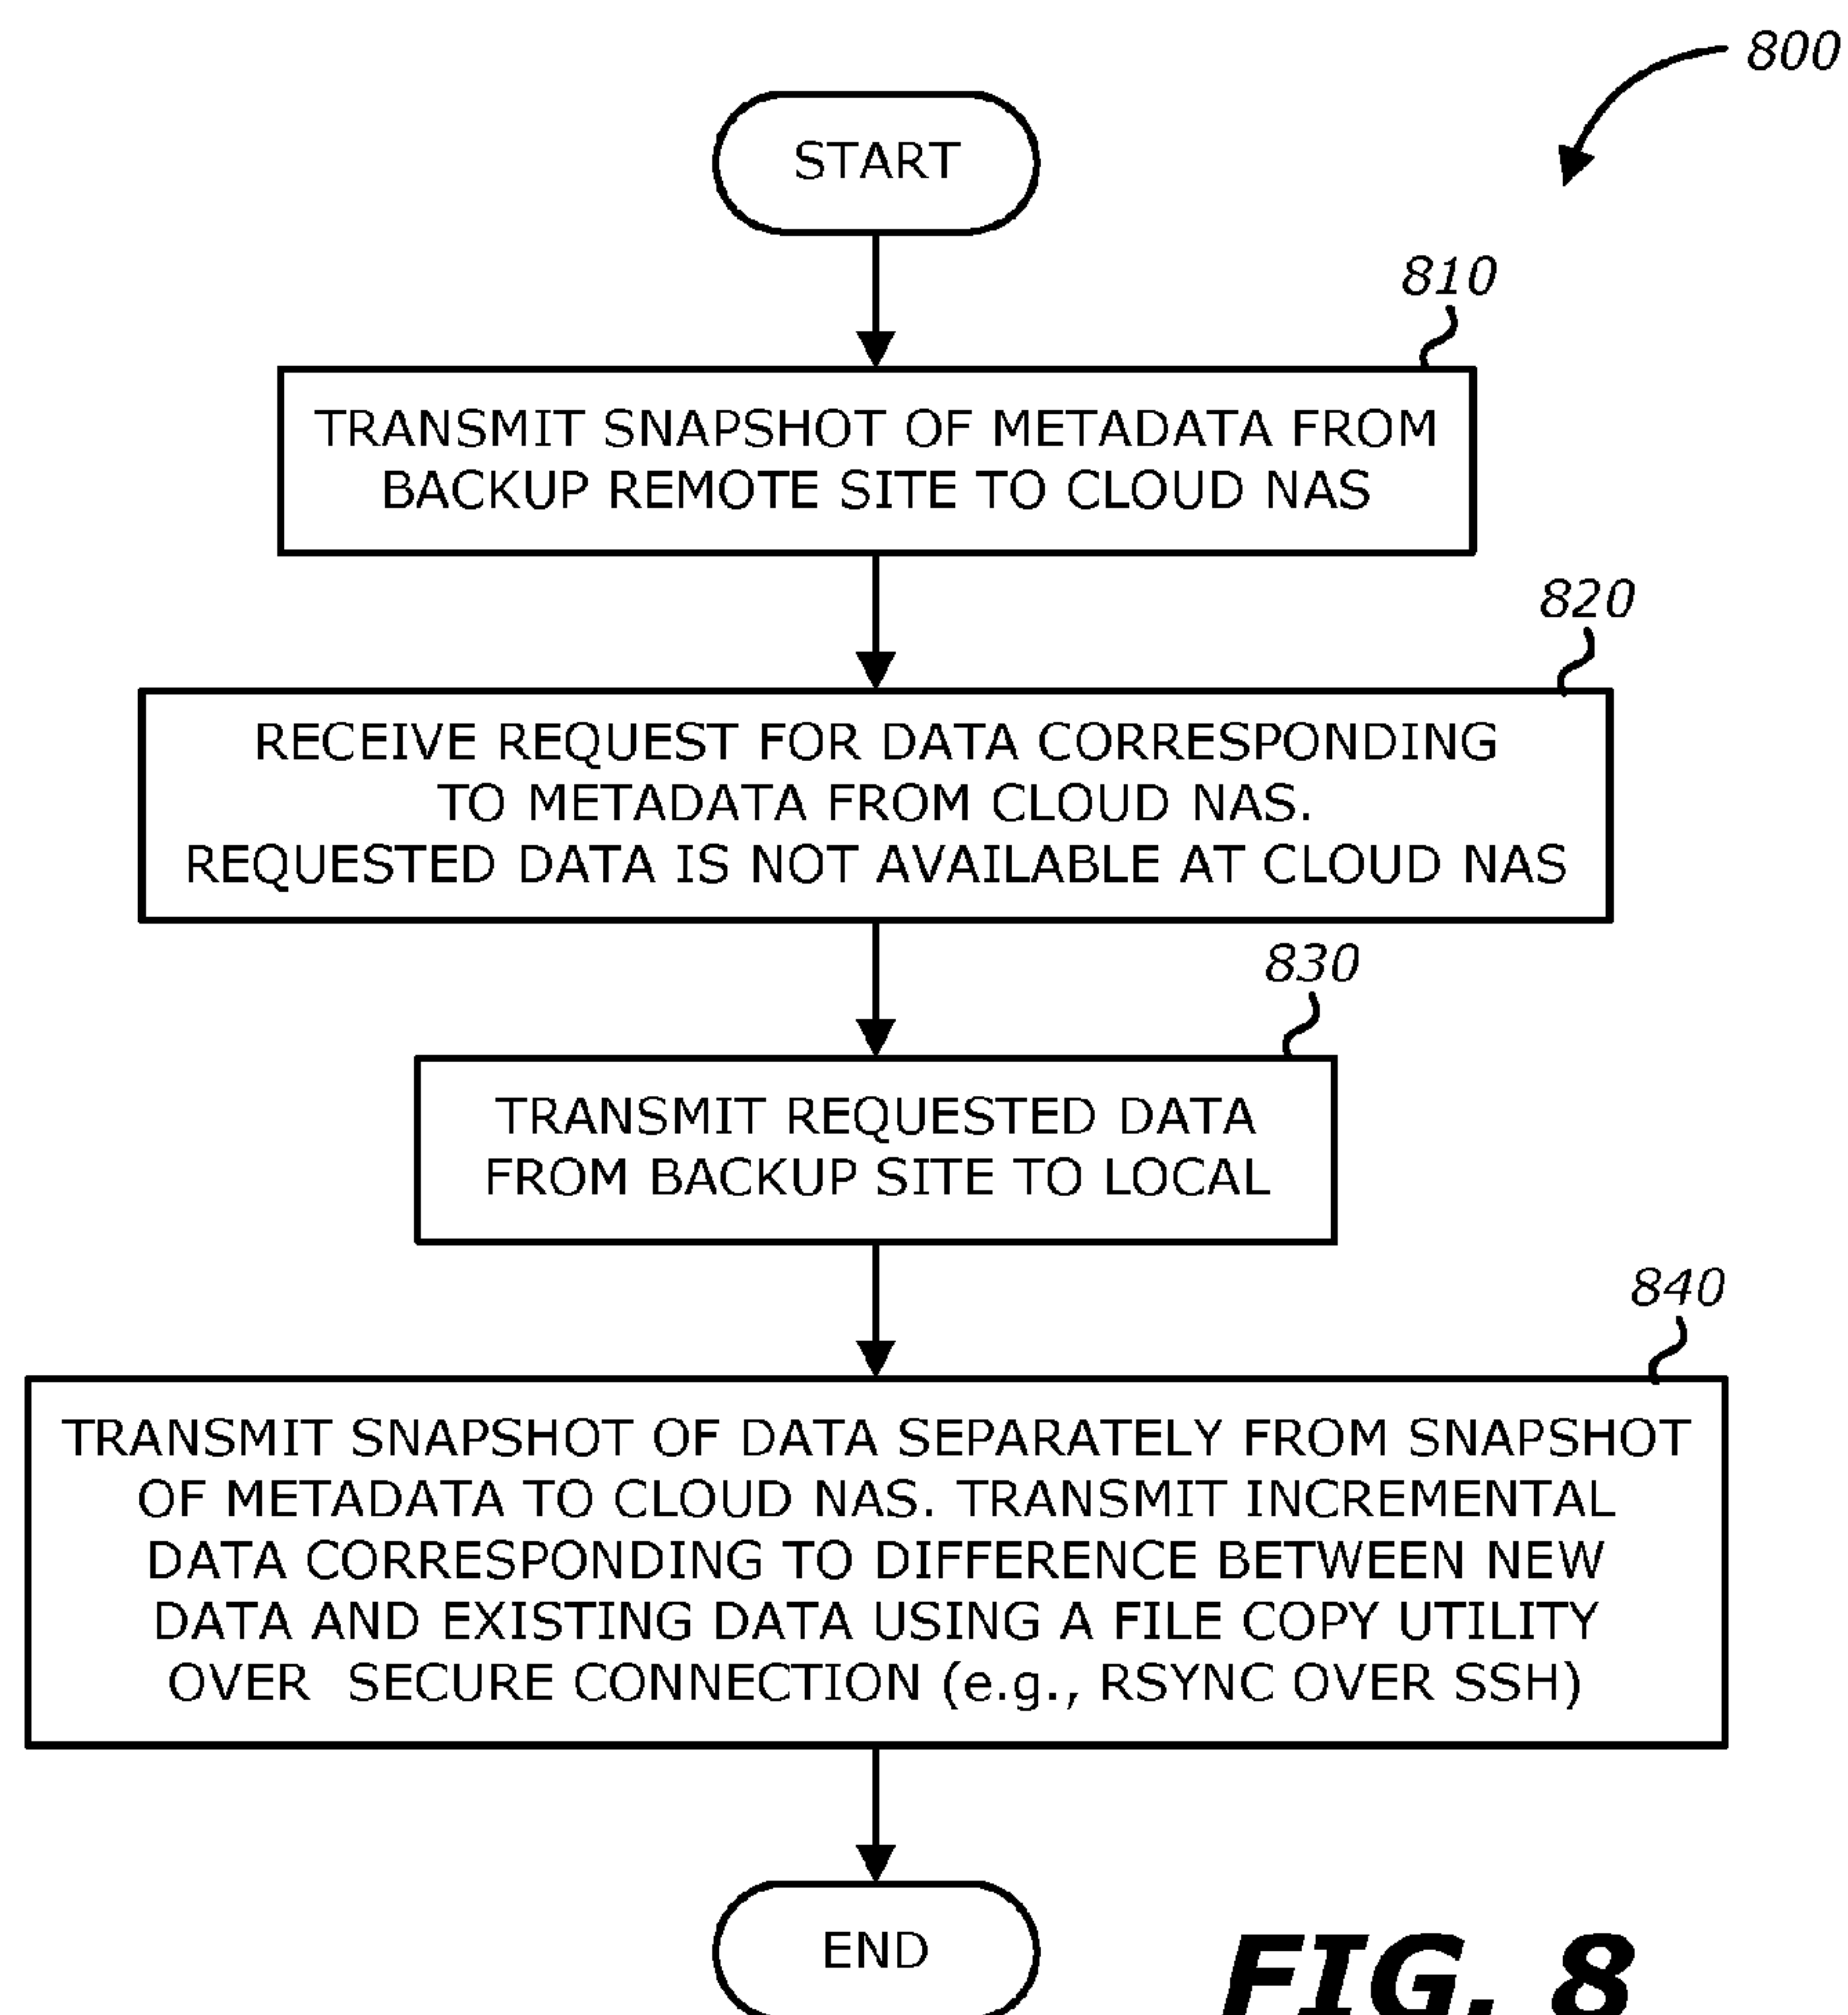 800
START
810
TRANSMIT SNAPSHOT OF METADATA FROM
BACKUP REMOTE SITE TO CLOUD NAS
820
RECEIVE REQUEST FOR DATA CORRESPONDING
TO METADATA FROM CLOUD NAS.
REQUESTED DATA IS NOT AVAILABLE AT CLOUD NAS
830
TRANSMIT REQUESTED DATA
FROM BACKUP SITE TO LOCAL
840
TRANSMIT SNAPSHOT OF DATA SEPARATELY FROM SNAPSHOT
OF METADATA TO CLOUD NAS. TRANSMIT INCREMENTAL
DATA CORRESPONDING TO DIFFERENCE BETWEEN NEW
DATA AND EXISTING DATA USING A FILE COPY UTILITY
OVER SECURE CONNECTION (e.g., RSYNC OVER SSH)
END
FIG. 8